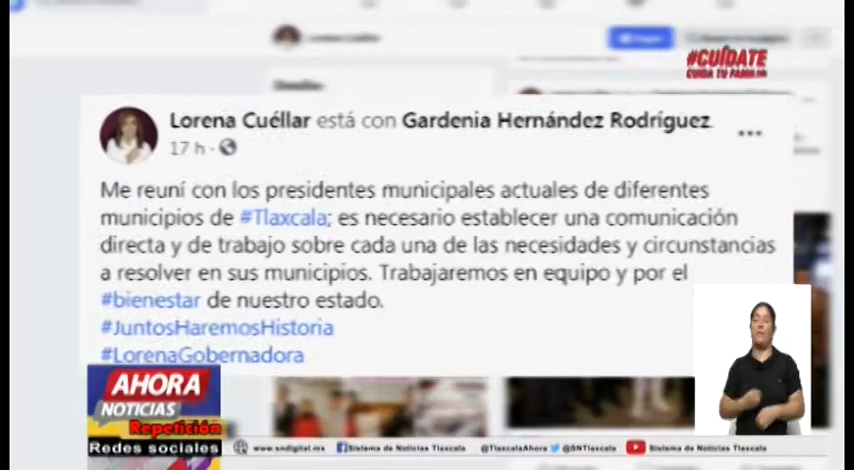 #CUÍDATE
CUIDA TU FAMILIA
Lorena Cuéllar está con Gardenia Hernández Rodríguez
17 h ·
Me reuní con los presidentes municipales actuales de diferentes
municipios de #Tlaxcala; es necesario establecer una comunicación
directa y de trabajo sobre cada una de las necesidades y circunstancias
a resolver en sus municipios. Trabajaremos en equipo y por el
#bienestar de nuestro estado.
#JuntosHaremosHistoria
#LorenaGobernadora
AHORA
NOTICIAS
Repetición
Redes sociales
www.sndigital.mx Sistema de Noticias Tlaxcala @TlaxcalaAhora @SNTlaxcala Sistema de Noticias Tlaxcala